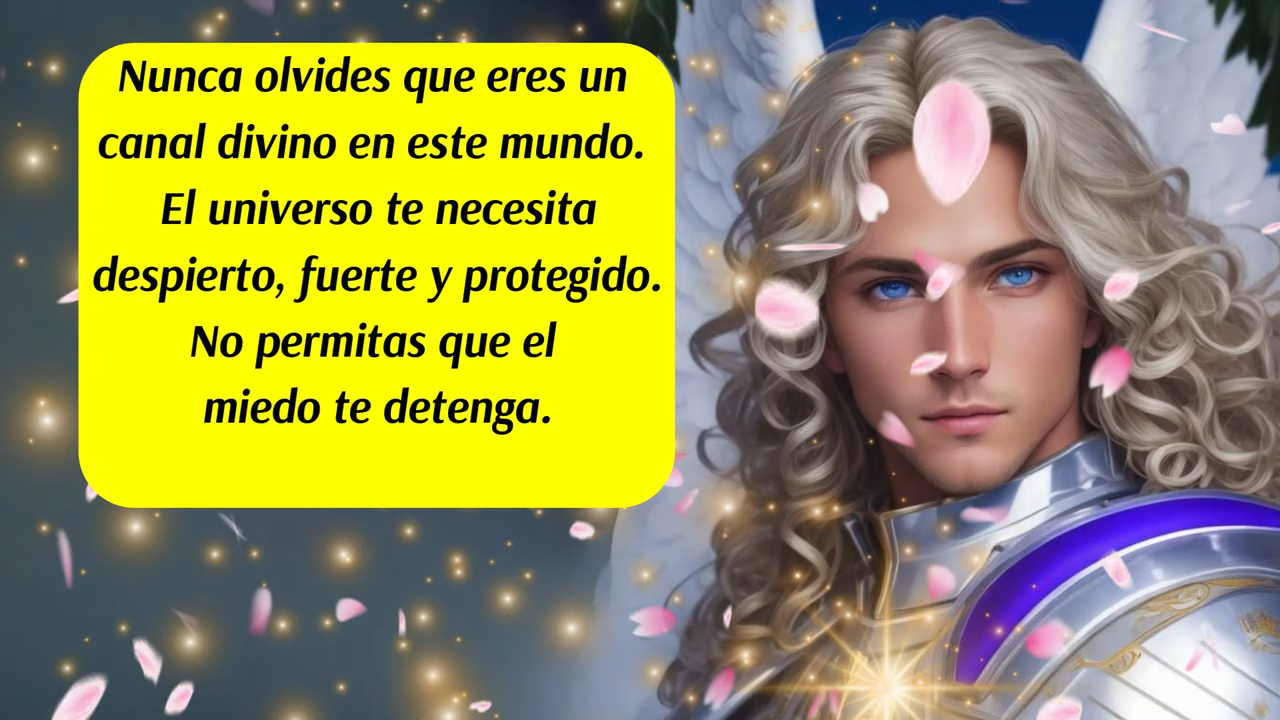 Nunca olvides que eres un
canal divino en este mundo.
El universo te necesita
despierto, fuerte y protegido.
No permitas que el
miedo te detenga.